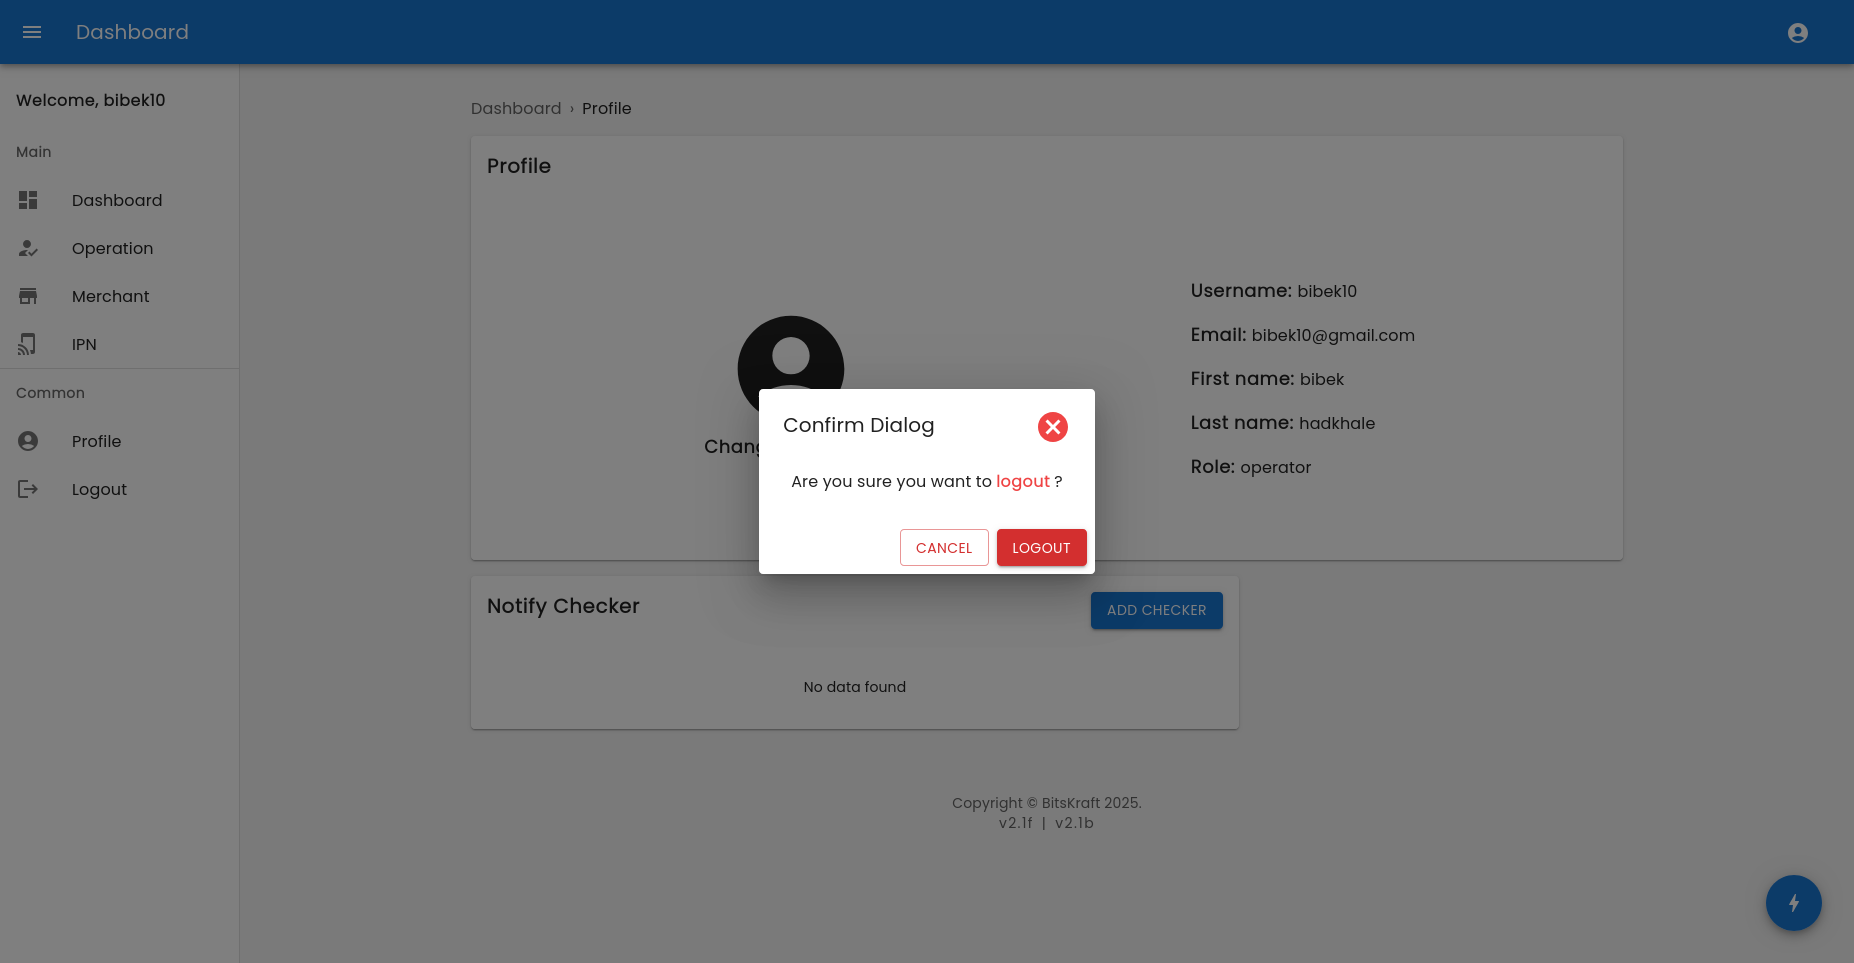 Dashboard
Welcome, bibek10
Main
Dashboard
Operation
Merchant
IPN
Common
Profile
Logout
Dashboard › Profile
Profile
Username: bibek10
Email: bibek10@gmail.com
First name: bibek
Last name: hadkhale
Role: operator
Confirm Dialog
Are you sure you want to logout ?
CANCEL
LOGOUT
Notify Checker
ADD CHECKER
No data found
Copyright © BitsKraft 2025.
v2.1f | v2.1b